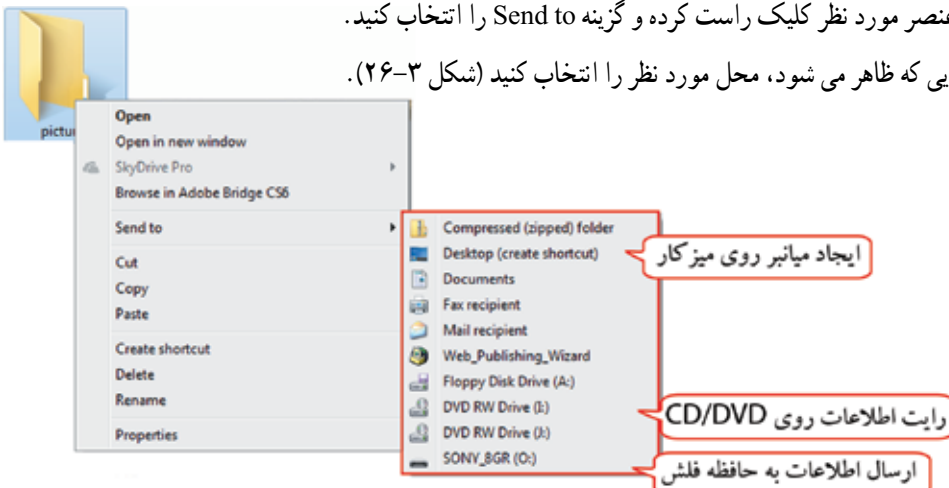 عنصر مورد نظر کلیک راست کرده و گزینه Send to را اتتخاب کنید.
یی که ظاهر می شود، محل مورد نظر را انتخاب کنید (شکل ۳-۲۶).
Open
Open in new window
SkyDrive Pro
Browse in Adobe Bridge CS6
Send to
Cut
Copy
Paste
Create shortcut
Delete
Rename
Properties
Compressed (zipped) folder
Desktop (create shortcut)
ایجاد میانبر روی میز کار
Documents
Fax recipient
Mail recipient
Web_Publishing_Wizard
Floppy Disk Drive (A:)
DVD RW Drive (I:)
رایت اطلاعات روی CD/DVD
DVD RW Drive (J:)
SONY_8GR (O:)
ارسال اطلاعات به حافظه فلش